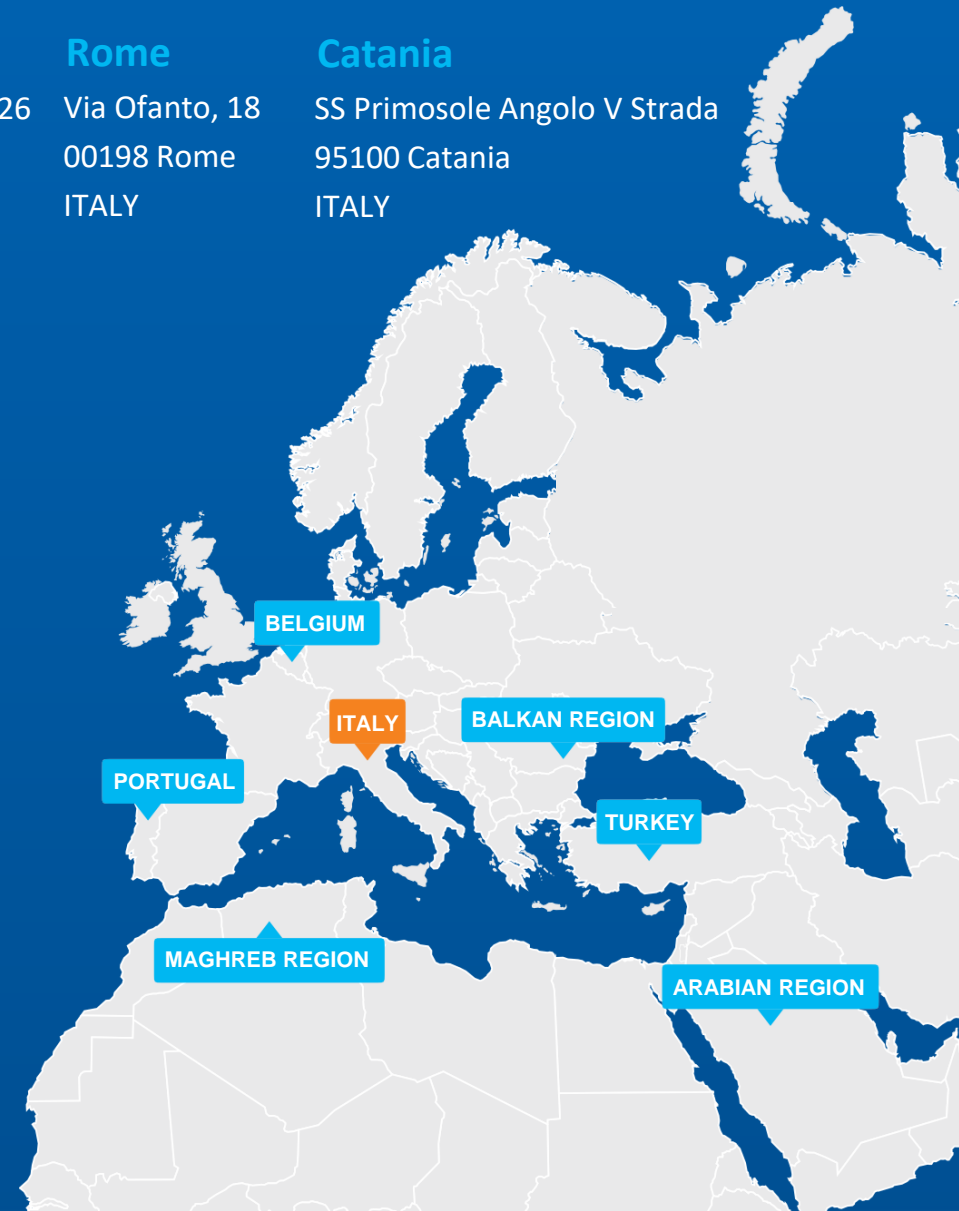 Rome
Via Ofanto, 18
00198 Rome
ITALY
Catania
SS Primosole Angolo V Strada
95100 Catania
ITALY
26
BELGIUM
ITALY
BALKAN REGION
PORTUGAL
TURKEY
MAGHREB REGION
ARABIAN REGION